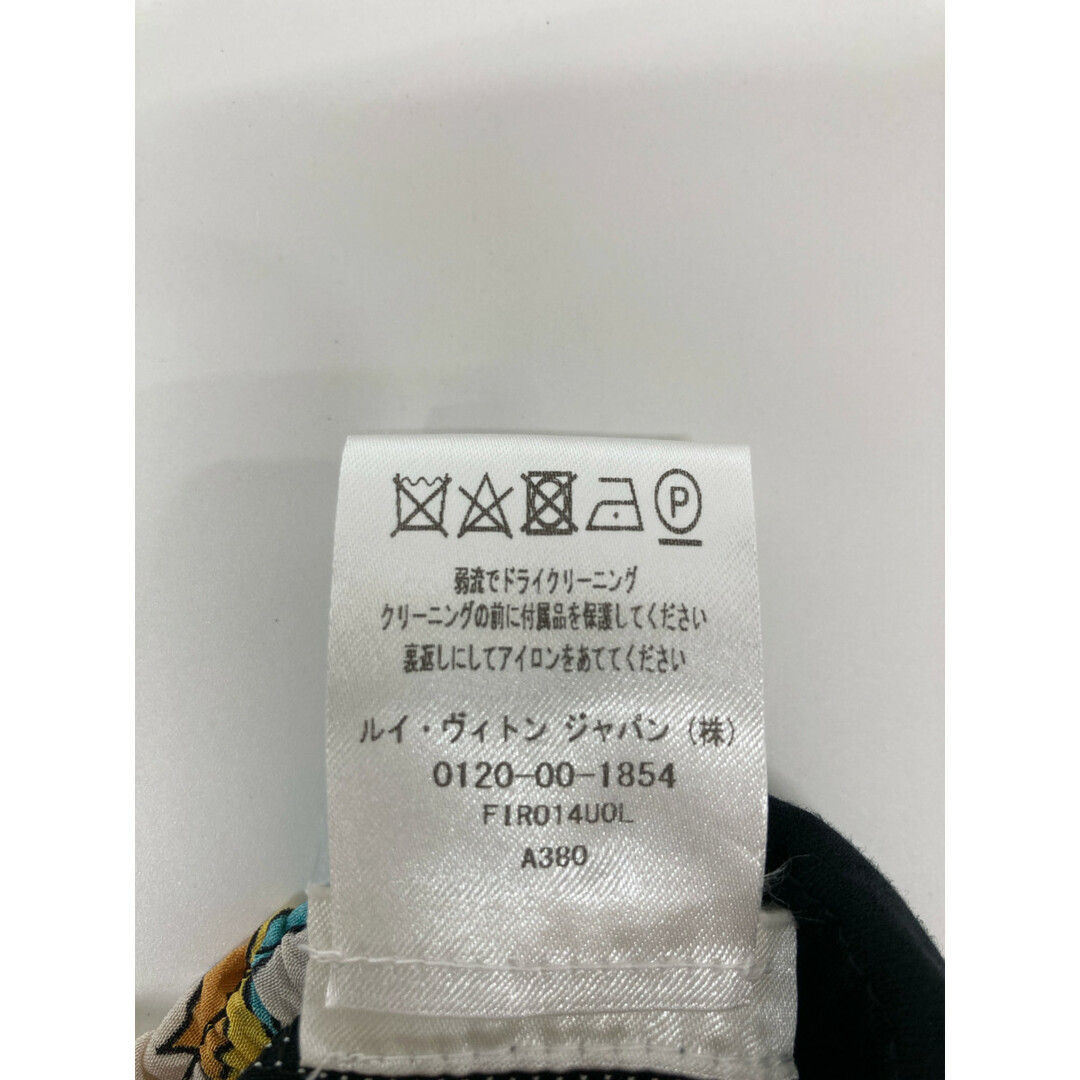 P
弱流でドライクリーニング
クリーニングの前に付属品を保護してください
裏返しにしてアイロンをあててください
ルイ・ヴィトン ジャパン (株)
0120-00-1854
FIR014UOL
A380